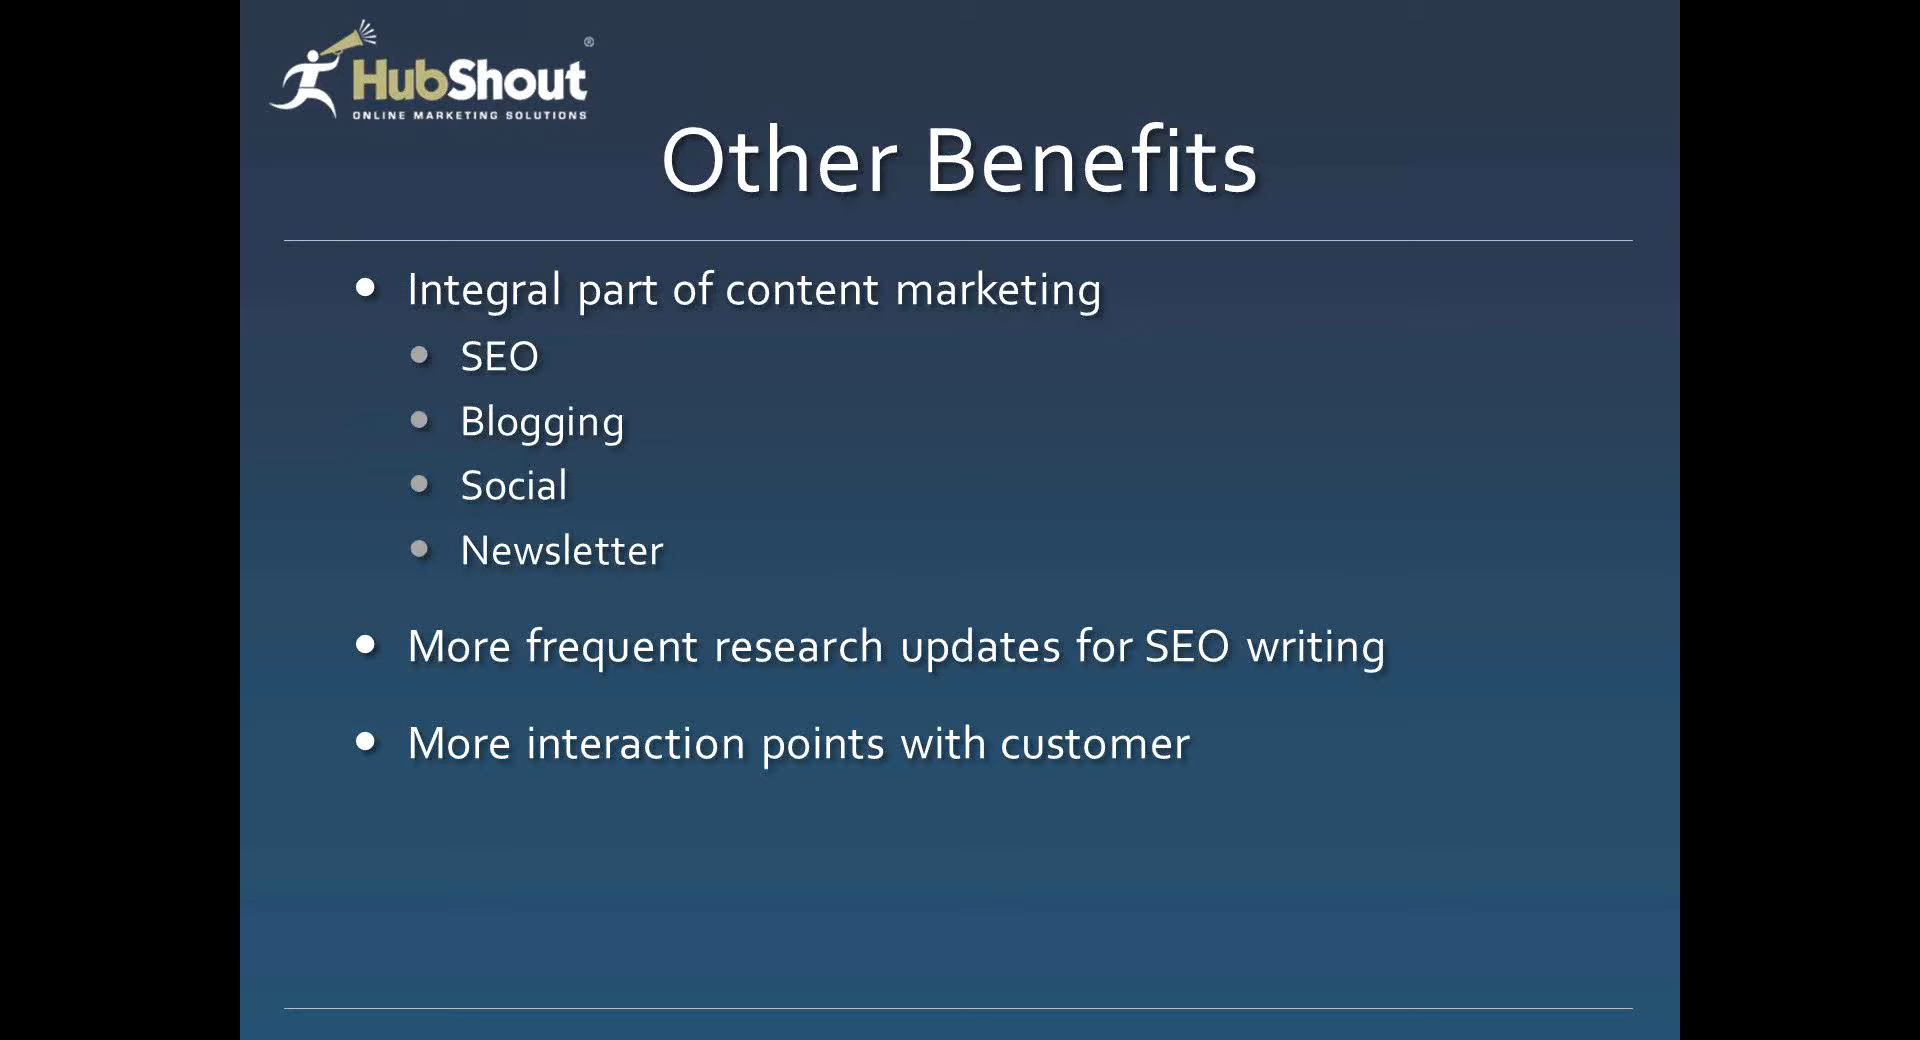 HubShout®
ONLINE MARKETING SOLUTIONS
Other Benefits
Integral part of content marketing
SEO
Blogging
Social
Newsletter
More frequent research updates for SEO writing
More interaction points with customer